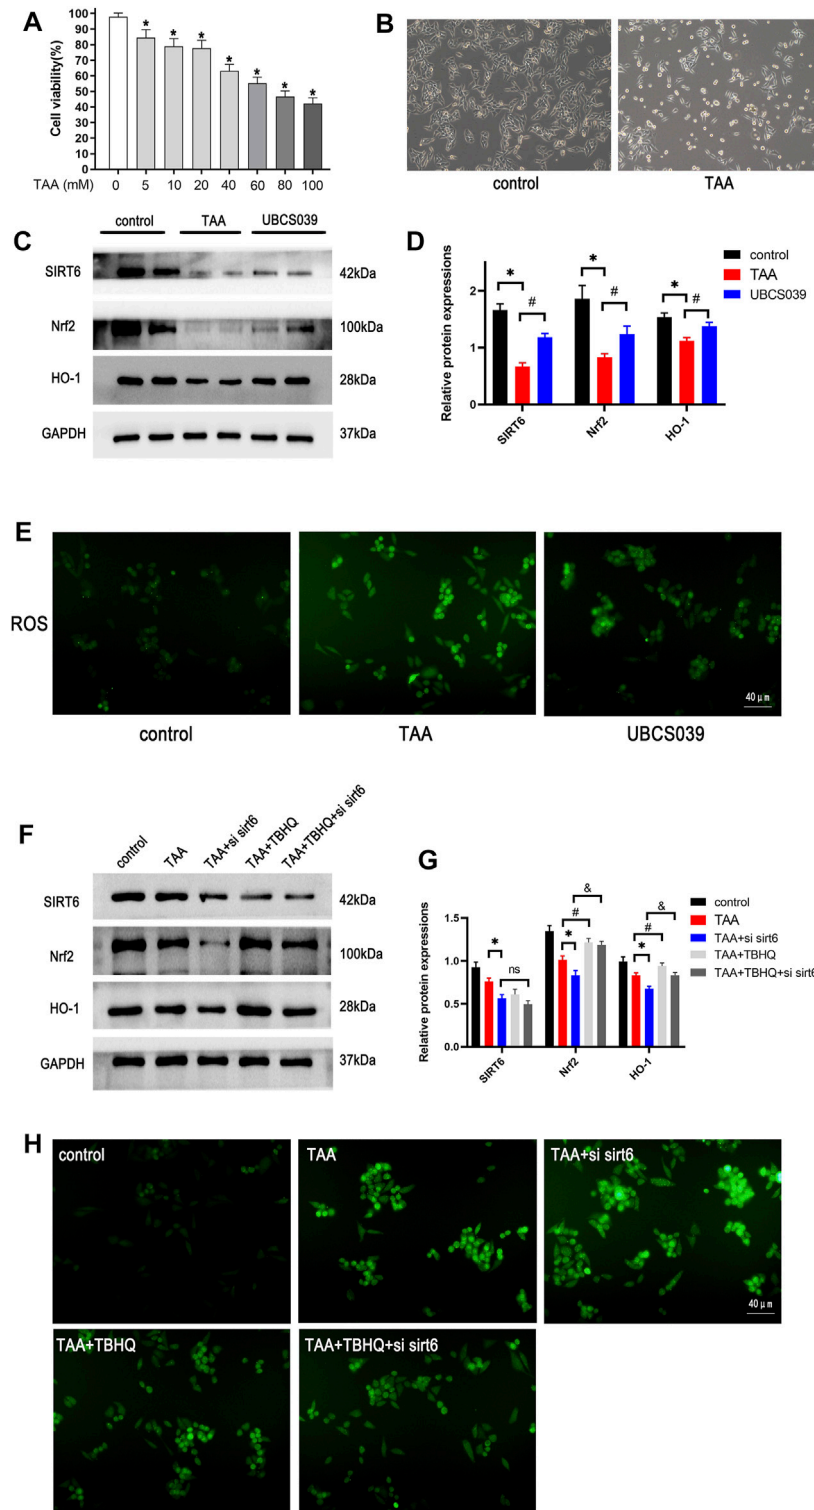 A
Cell viability(%)
100
90
80
70
60
50
40
30
20
10
0
* * * * * * *
TAA (mM) 0 5 10 20 40 60 80 100
B
control TAA
C
control TAA UBCS039
SIRT6 42kDa
Nrf2 100kDa
HO-1 28kDa
GAPDH 37kDa
D
Relative protein expressions
2
1
0
* # * # * #
control
TAA
UBCS039
SIRT6 Nrf2 HO-1
E
ROS
40 μm
control TAA UBCS039
F
control TAA TAA+si sirt6 TAA+TBHQ TAA+TBHQ+si sirt6
SIRT6 42kDa
Nrf2 100kDa
HO-1 28kDa
GAPDH 37kDa
G
Relative protein expressions
1.5
1.0
0.5
0.0
* ns * # & * # &
control
TAA
TAA+si sirt6
TAA+TBHQ
TAA+TBHQ+si sirt6
SIRT6 Nrf2 HO-1
H
control TAA TAA+si sirt6
40 μm
TAA+TBHQ TAA+TBHQ+si sirt6